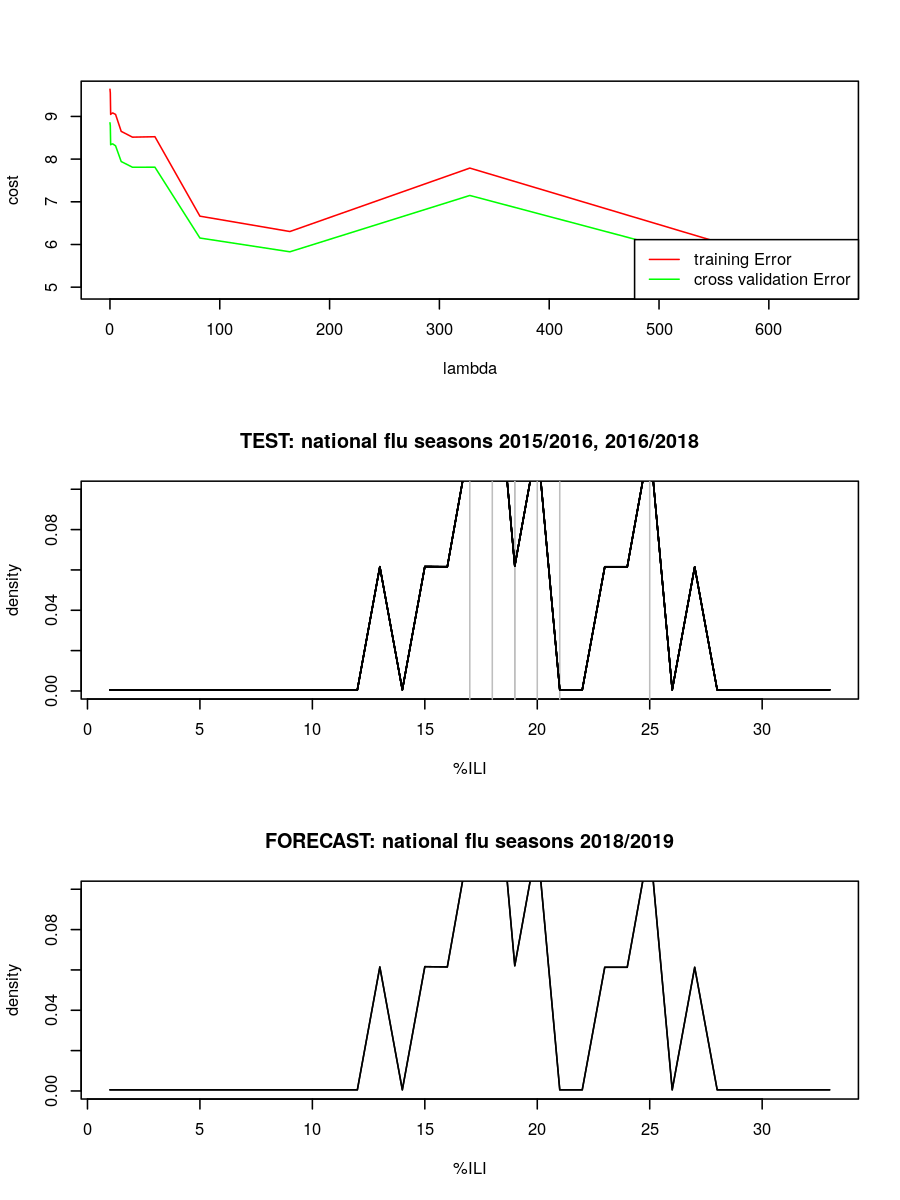 cost
9
8
7
6
5
training Error
cross validation Error
0 100 200 300 400 500 600
lambda
TEST: national flu seasons 2015/2016, 2016/2018
density
0.08
0.04
0.00
0 5 10 15 20 25 30
%ILI
FORECAST: national flu seasons 2018/2019
density
0.08
0.04
0.00
0 5 10 15 20 25 30
%ILI